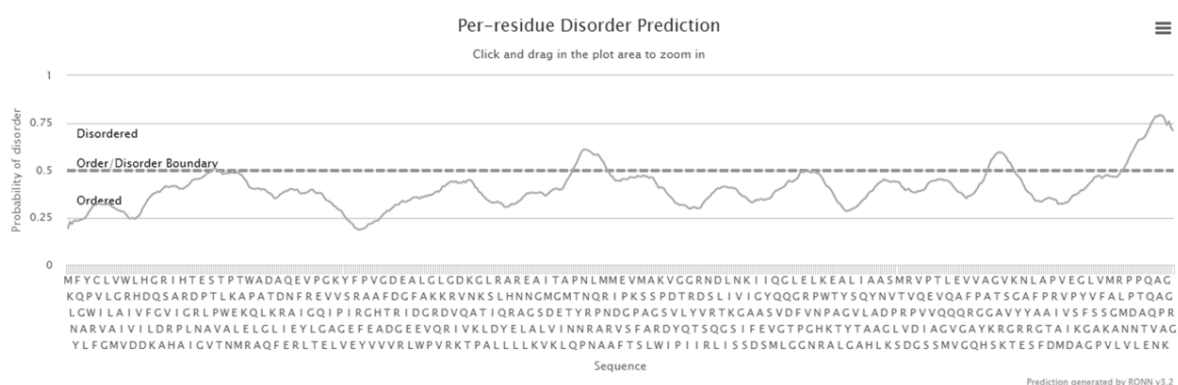 Per-residue Disorder Prediction
Click and drag in the plot area to zoom in
Probability of disorder
1
0.75
0.5
0.25
0
Disordered
Order/Disorder Boundary
Ordered
MFYCLVWLHGRIHTESTPTWADAQEVPGKYFPVGDEALGLGDKGLRAREAITAPNLMMEVMAKVGGRNDLNKIIQGLELKEALIAASMRVPTLEVVAGVKNLAPVEGLVMRPPQAG
KQPVLGRHDQSARDPTLKAPATDNFREVVSRAAFDGFAKKRVNKSLHNNGMGMTNQRIPKSSPDTRDSLIVIGYQQGRPWTYSQYNVTVQEVQAFPATSGAFPRVPYVFALPTQAG
LGWILAIVFGVIGRLPWEKQLKRAIGQPIRGHTRIDGRDVQATIQRAGSDETYRPNDGPAGSVLYVRTKGAASVDFVNPAGVLADPRPVVQQQRGGAVYYAAIVSFSSGMDAQPR
NARVAIVILDRPLNAVALELGLIEYLGAGEFEADGEEVQRIVKLDYELALVINNRARVSFARDYQTSQGSIFEVGTPGHKTYTAAGLVDIAGVGAYKRGRRGTAIKGAKANNTVAG
YLFGMVDDKAHAIGVTNMRAQFERLTELVEYVVVRLWPVRKTPALLLLKVKLQPNAAFTSLWIPIIRLISSDSMLGGNRALGAHLKSDGSSMVGQHSKTESFDMDAGPVLVLENK
Sequence
Prediction generated by RONN v3.2